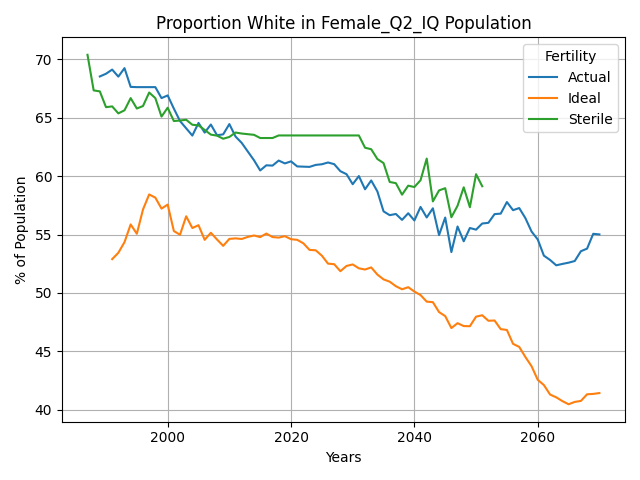 Proportion White in Female_Q2_IQ Population
Fertility
Actual
Ideal
Sterile
% of Population
70
65
60
55
50
45
40
2000
2020
2040
2060
Years